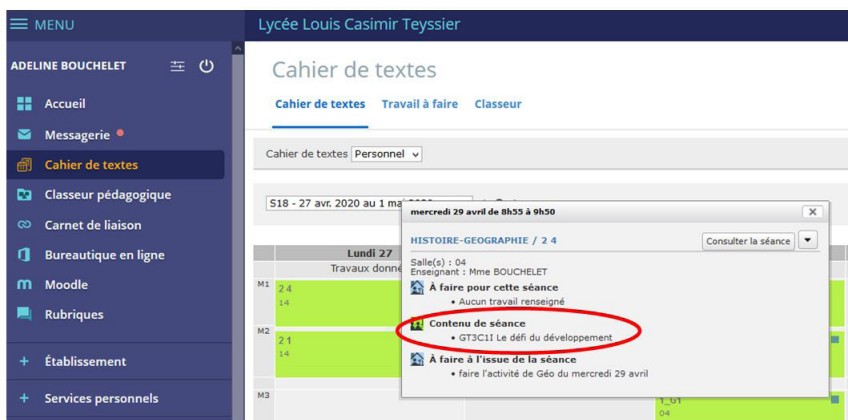 MENU
Lycée Louis Casimir Teyssier
ADELINE BOUCHELET
Accueil
Messagerie
Cahier de textes
Classeur pédagogique
Carnet de liaison
Bureautique en ligne
Moodle
Rubriques
+ Établissement
+ Services personnels
Cahier de textes
Cahier de textes Travail à faire Classeur
Cahier de textes Personnel
S18 - 27 avr. 2020 au 1 ma
Lundi 27
Travaux donné
M1
2 4
14
M2
2 1
14
M3
mercredi 29 avril de 8h55 à 9h50
HISTOIRE-GEOGRAPHIE / 2 4
Consulter la séance
Salle(s) : 04
Enseignant : Mme BOUCHELET
À faire pour cette séance
• Aucun travail renseigné
Contenu de séance
• GT3C1I Le défi du développement
À faire à l'issue de la séance
• faire l'activité de Géo du mercredi 29 avril
1_G1
04